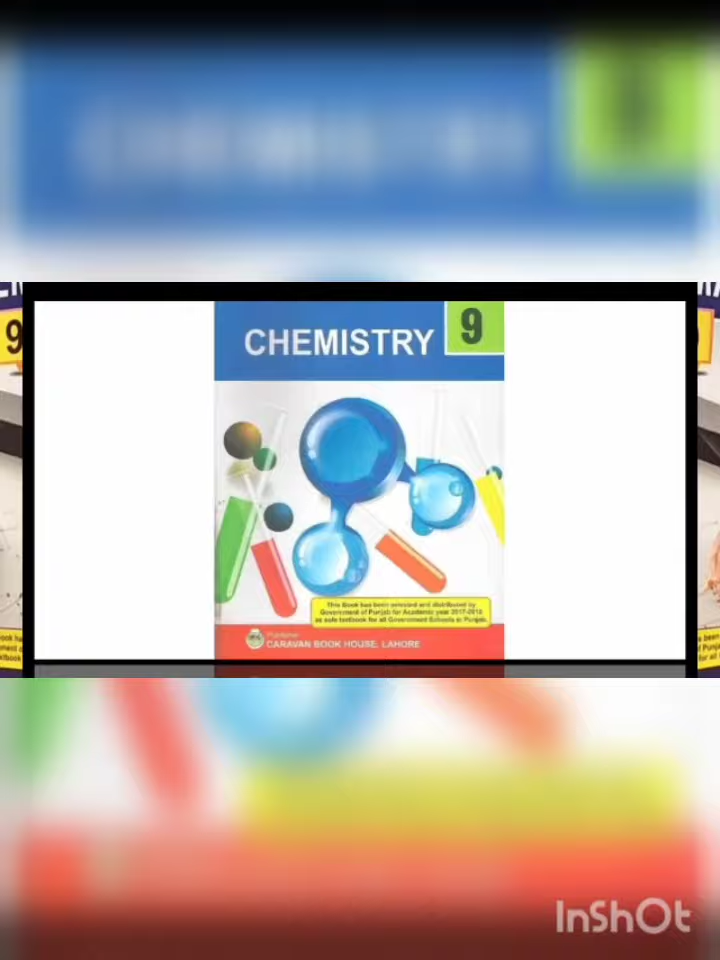 CHEMISTRY
9
9
This Book has been selected and distributed by
Government of Punjab for Academic year 2017-2018
as sole textbook for all Government Schools in Punjab.
Publisher
CARAVAN BOOK HOUSE, LAHORE
InShOt